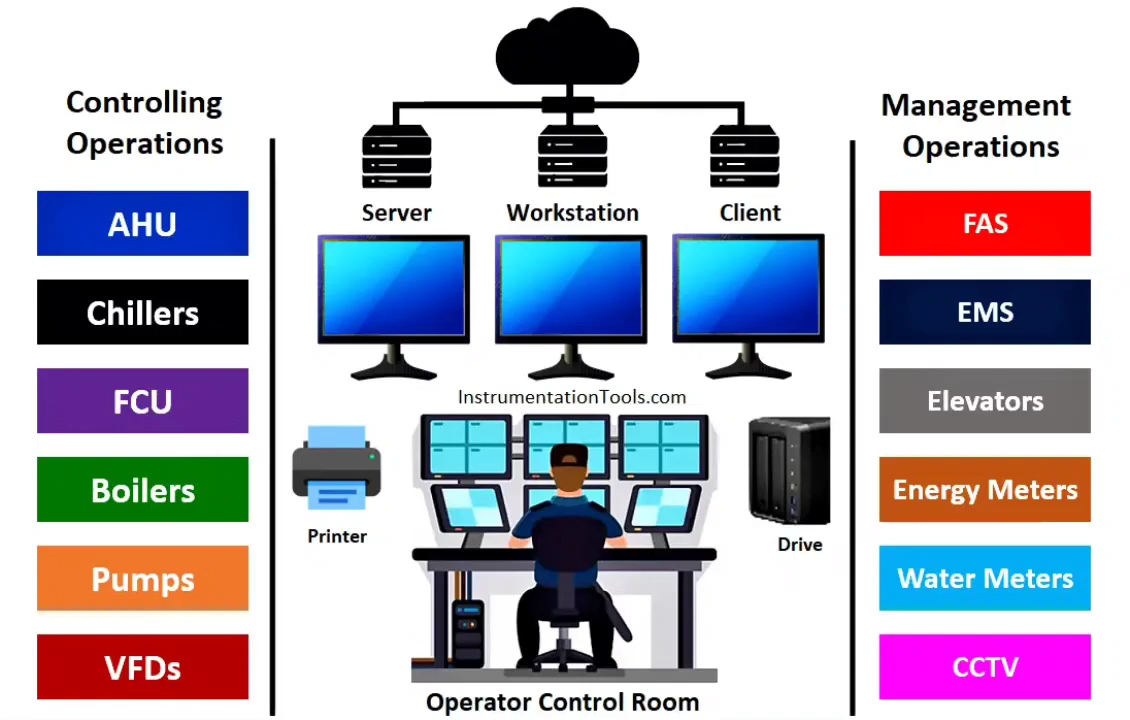 Controlling
Operations
AHU
Chillers
FCU
Boilers
Pumps
VFDs
Server
Workstation
Client
InstrumentationTools.com
Printer
Drive
Operator Control Room
Management
Operations
FAS
EMS
Elevators
Energy Meters
Water Meters
CCTV